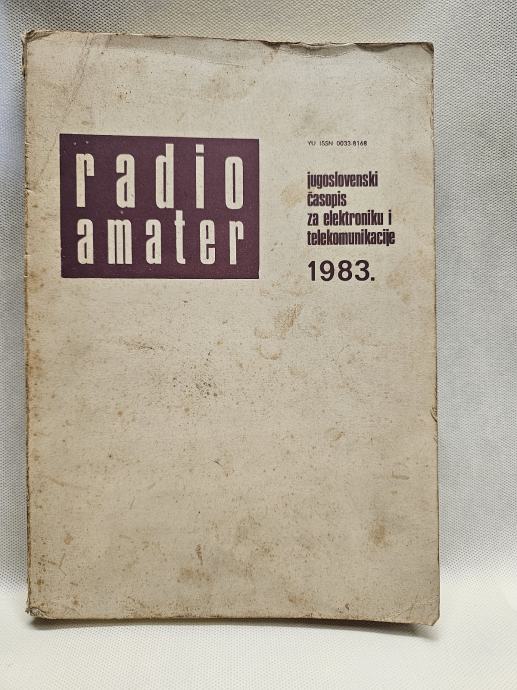 radio
amater
YU ISSN 0033-8168
jugoslovenski
časopis
za elektroniku i
telekomunikacije
1983.